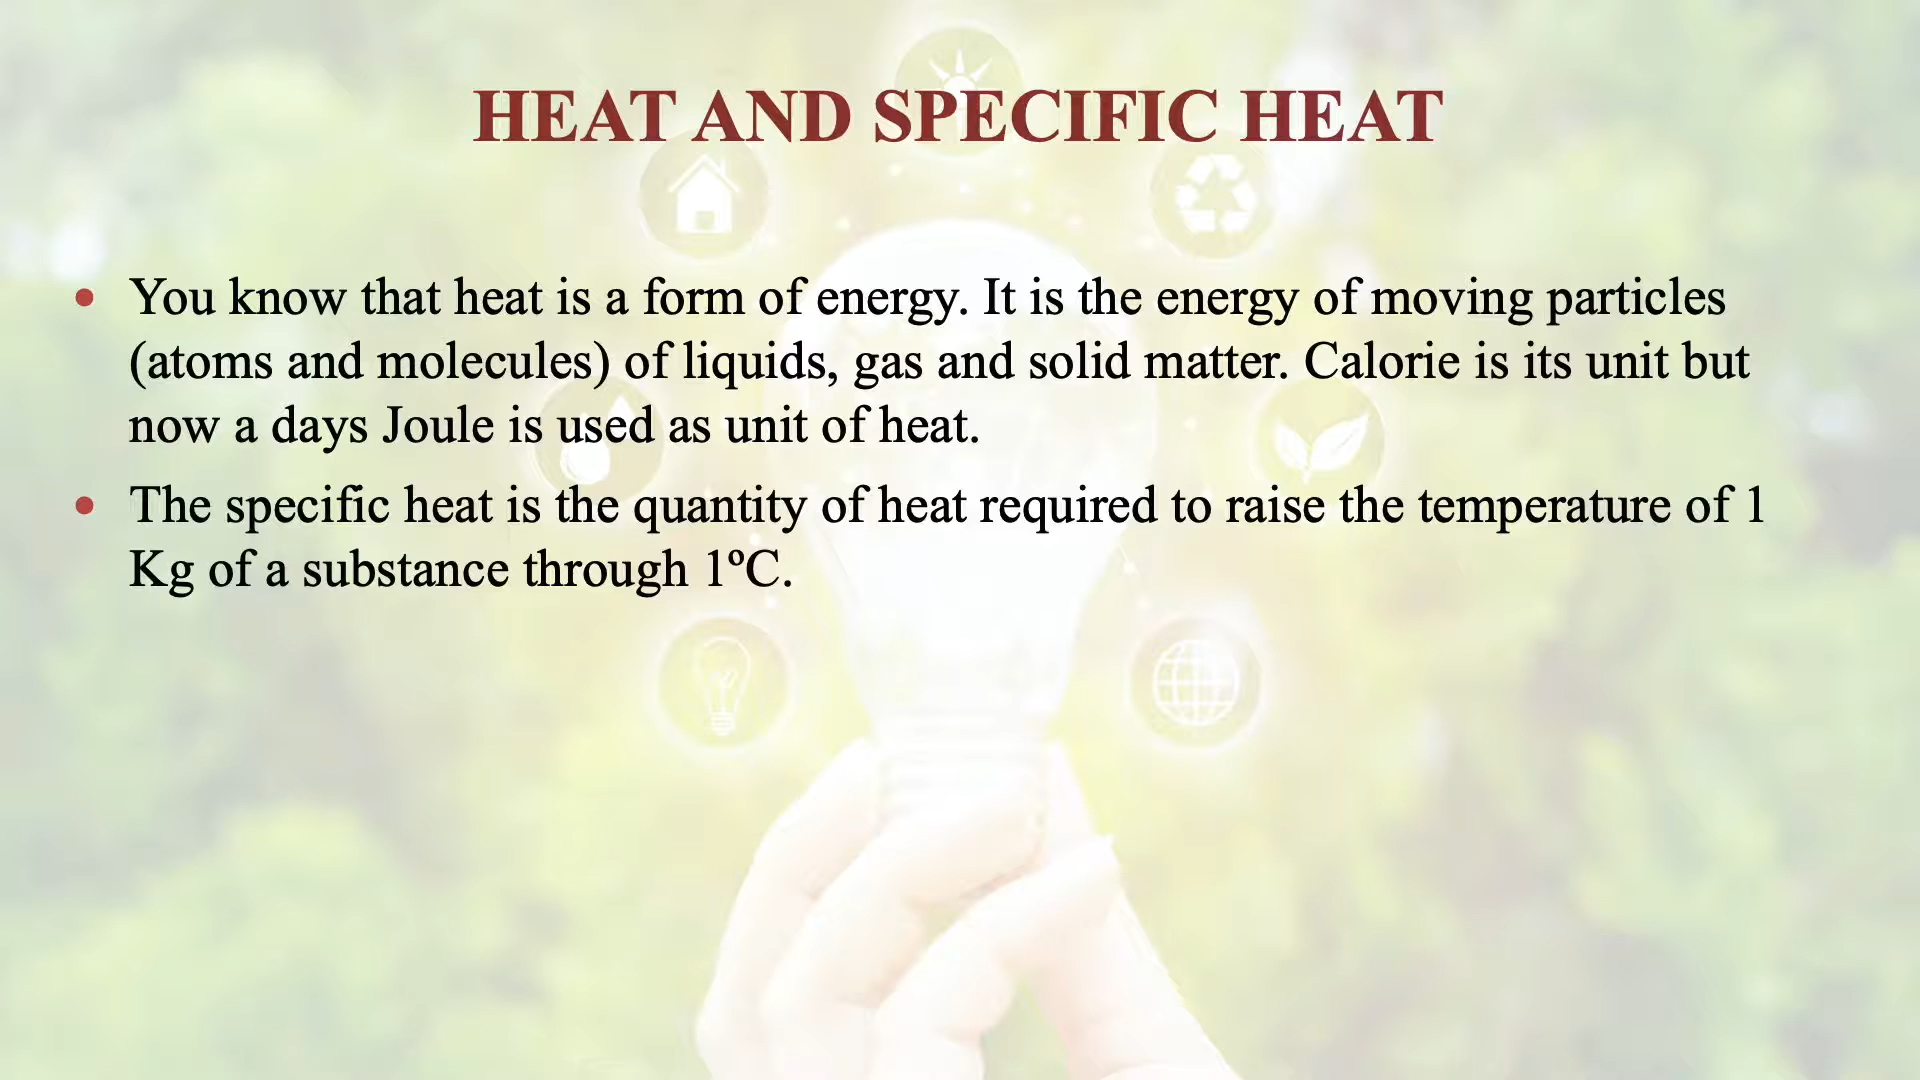 HEAT AND SPECIFIC HEAT
• You know that heat is a form of energy. It is the energy of moving particles
(atoms and molecules) of liquids, gas and solid matter. Calorie is its unit but
now a days Joule is used as unit of heat.
• The specific heat is the quantity of heat required to raise the temperature of 1
Kg of a substance through 1ºC.